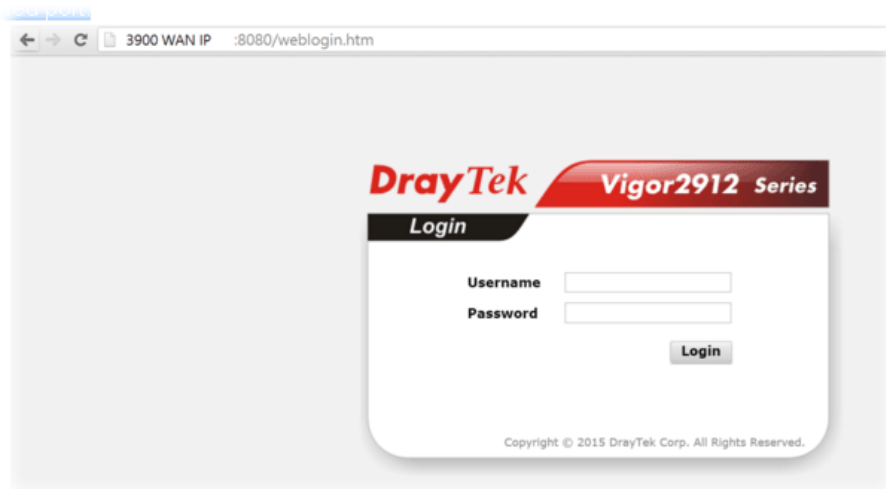 3900 WAN IP :8080/weblogin.htm
DrayTek Vigor2912 Series
Login
Username
Password
Login
Copyright © 2015 DrayTek Corp. All Rights Reserved.